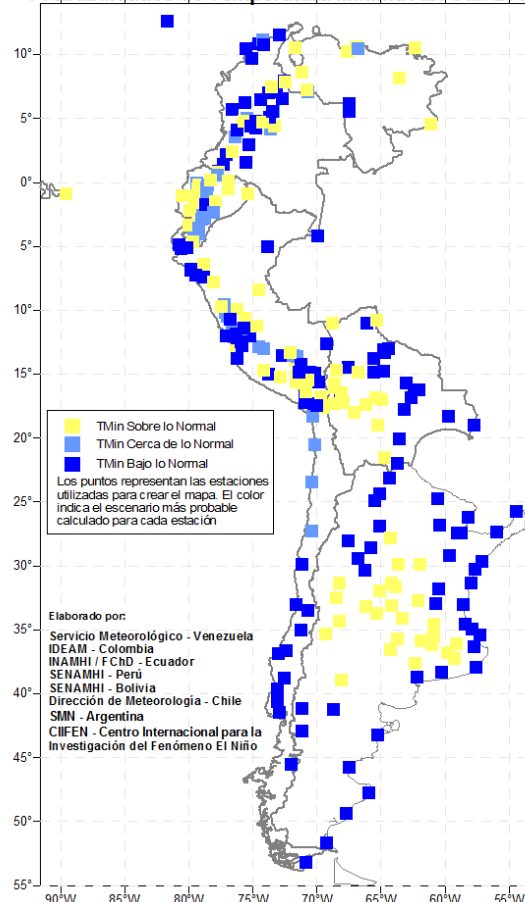 10°
5°
0°
5°
10°
15°
20°
25°
30°
35°
40°
45°
50°
55°
TMin Sobre lo Normal
TMin Cerca de lo Normal
TMin Bajo lo Normal
Los puntos representan las estaciones
utilizadas para crear el mapa. El color
indica el escenario más probable
calculado para cada estación
Elaborado por:
Servicio Meteorológico - Venezuela
IDEAM - Colombia
INAMHI / FChD - Ecuador
SENAMHI - Perú
SENAMHI - Bolivia
Dirección de Meteorología - Chile
SMN - Argentina
CIIFEN - Centro Internacional para la
Investigación del Fenómeno El Niño
90°W 85°W 80°W 75°W 70°W 65°W 60°W 55°W